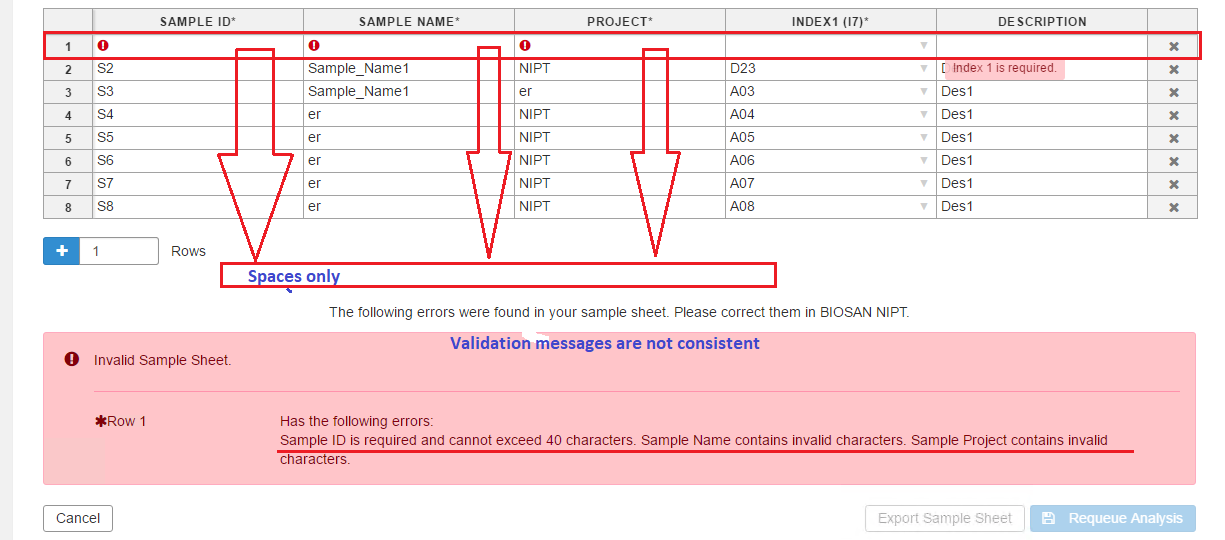 SAMPLE ID* SAMPLE NAME* PROJECT* INDEX1 (I7)* DESCRIPTION
1
2 S2 Sample_Name1 NIPT D23 Index 1 is required.
3 S3 Sample_Name1 er A03 Des1
4 S4 er NIPT A04 Des1
5 S5 er NIPT A05 Des1
6 S6 er NIPT A06 Des1
7 S7 er NIPT A07 Des1
8 S8 er NIPT A08 Des1
1 Rows
Spaces only
The following errors were found in your sample sheet. Please correct them in BIOSAN NIPT.
Validation messages are not consistent
Invalid Sample Sheet.
✱Row 1 Has the following errors:
Sample ID is required and cannot exceed 40 characters. Sample Name contains invalid characters. Sample Project contains invalid
characters.
Cancel Export Sample Sheet Requeue Analysis